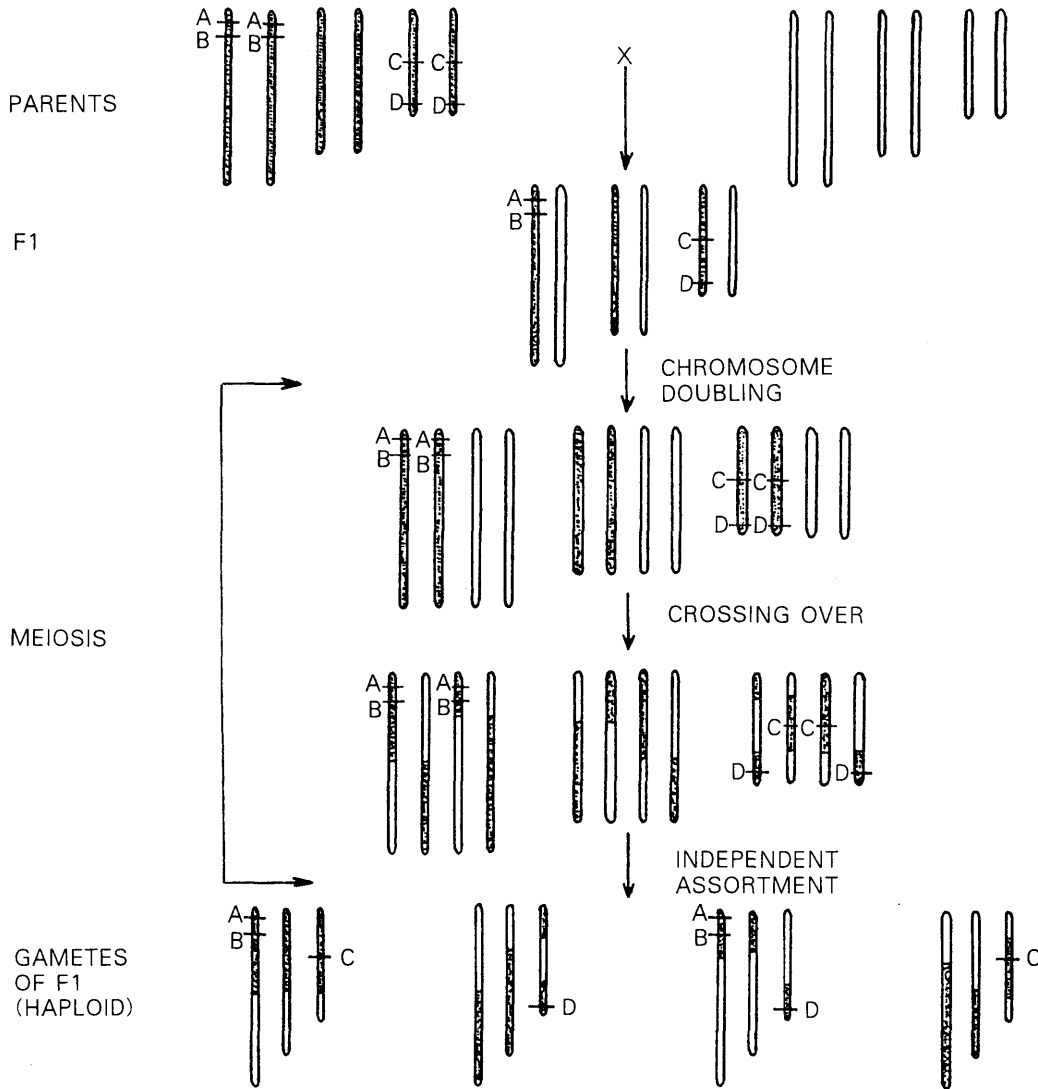 A A
B B
C C
D D
X
PARENTS
A
B
F1
C
D
CHROMOSOME
DOUBLING
A A
B B
C C
D D
CROSSING OVER
MEIOSIS
A A
B B
C C
D D
INDEPENDENT
ASSORTMENT
A A
B B
C C
GAMETES
OF F1
(HAPLOID)
D D